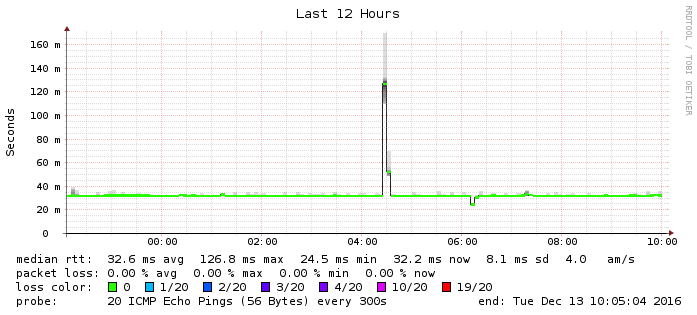 Last 12 Hours
RRDTOOL / TOBI OETIKER
Seconds
160 m
140 m
120 m
100 m
80 m
60 m
40 m
20 m
0
00:00 02:00 04:00 06:00 08:00 10:00
median rtt: 32.6 ms avg 126.8 ms max 24.5 ms min 32.2 ms now 8.1 ms sd 4.0 am/s
packet loss: 0.00 % avg 0.00 % max 0.00 % min 0.00 % now
loss color: 0 1/20 2/20 3/20 4/20 10/20 19/20
probe: 20 ICMP Echo Pings (56 Bytes) every 300s end: Tue Dec 13 10:05:04 2016